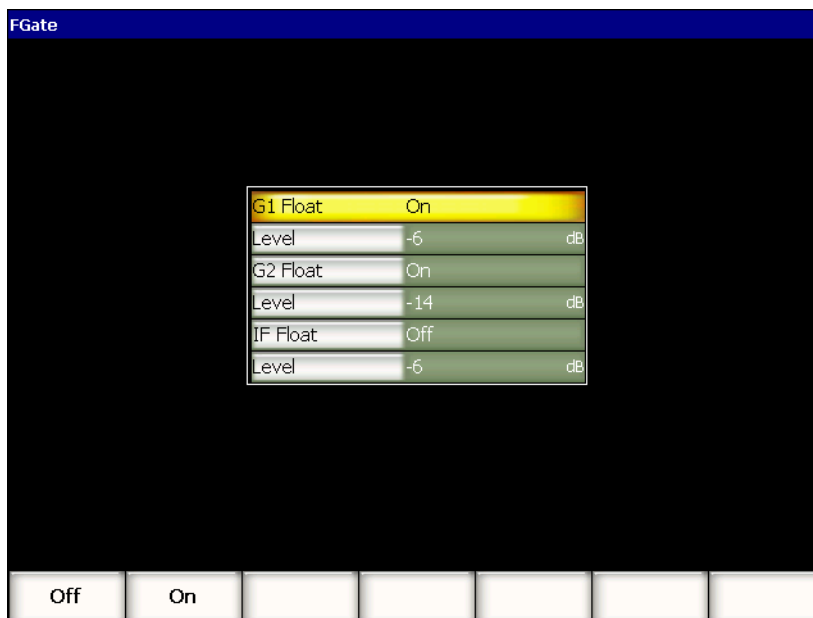 FGate
G1 Float On
Level -6 dB
G2 Float On
Level -14 dB
IF Float Off
Level -6 dB
Off On